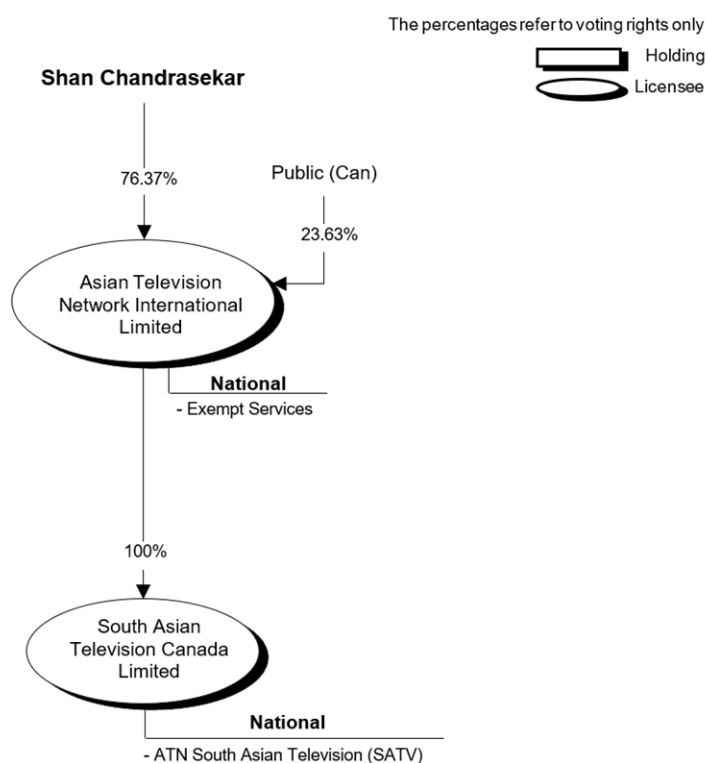 The percentages refer to voting rights only
Holding
Licensee
Shan Chandrasekar
76.37%
Public (Can)
23.63%
Asian Television
Network International
Limited
National
- Exempt Services
100%
South Asian
Television Canada
Limited
National
- ATN South Asian Television (SATV)